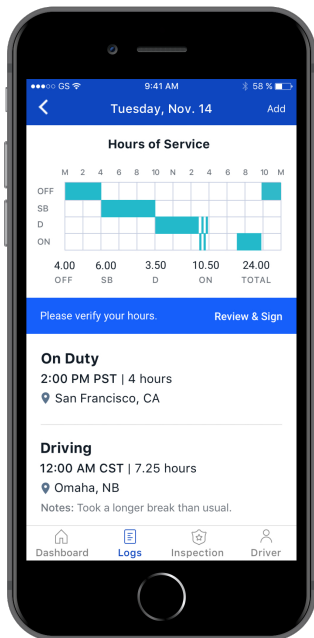 GS 9:41 AM 58 %
Tuesday, Nov. 14 Add
Hours of Service
M 2 4 6 8 10 N 2 4 6 8 10 M
OFF
SB
D
ON
4.00 6.00 3.50 10.50 24.00
OFF SB D ON TOTAL
Please verify your hours. Review & Sign
On Duty
2:00 PM PST | 4 hours
San Francisco, CA
Driving
12:00 AM CST | 7.25 hours
Omaha, NB
Notes: Took a longer break than usual.
Dashboard Logs Inspection Driver